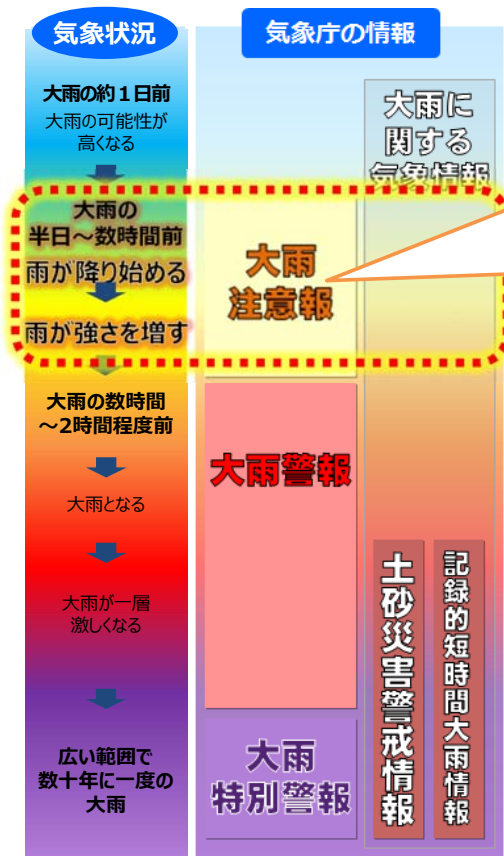 気象状況
気象庁の情報
大雨の約１日前
大雨の可能性が
高くなる
大雨の
半日～数時間前
雨が降り始める
雨が強さを増す
大雨の数時間
～2時間程度前
大雨となる
大雨が一層
激しくなる
広い範囲で
数十年に一度の
大雨
大雨
注意報
大雨警報
大雨
特別警報
大雨に
関する
気象情報
土砂災害警戒情報
記録的短時間大雨情報